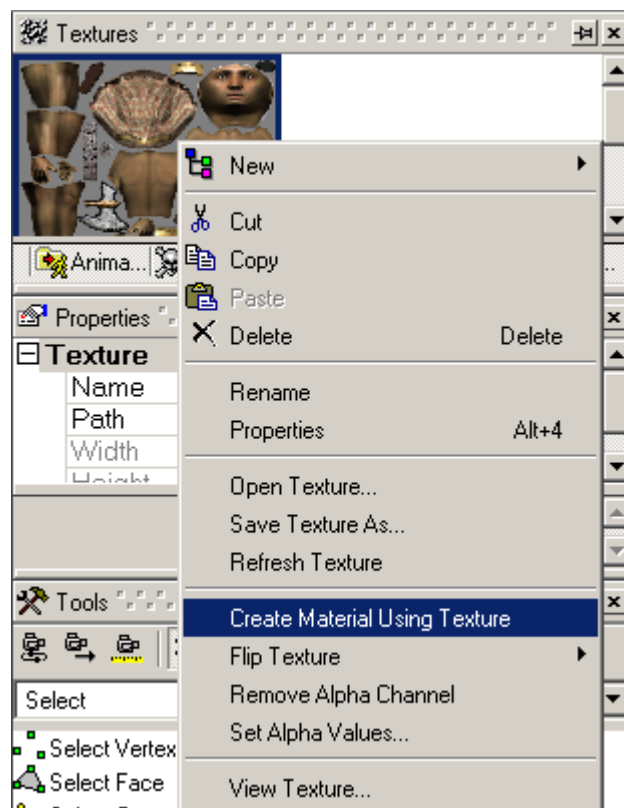 Textures
New
Cut
Anima...
Copy
Paste
Properties
Delete Delete
Texture
Name
Rename
Path
Properties Alt+4
Width
Height
Open Texture...
Save Texture As...
Refresh Texture
Tools
Create Material Using Texture
Flip Texture
Select
Remove Alpha Channel
Set Alpha Values...
Select Vertex
Select Face
View Texture...